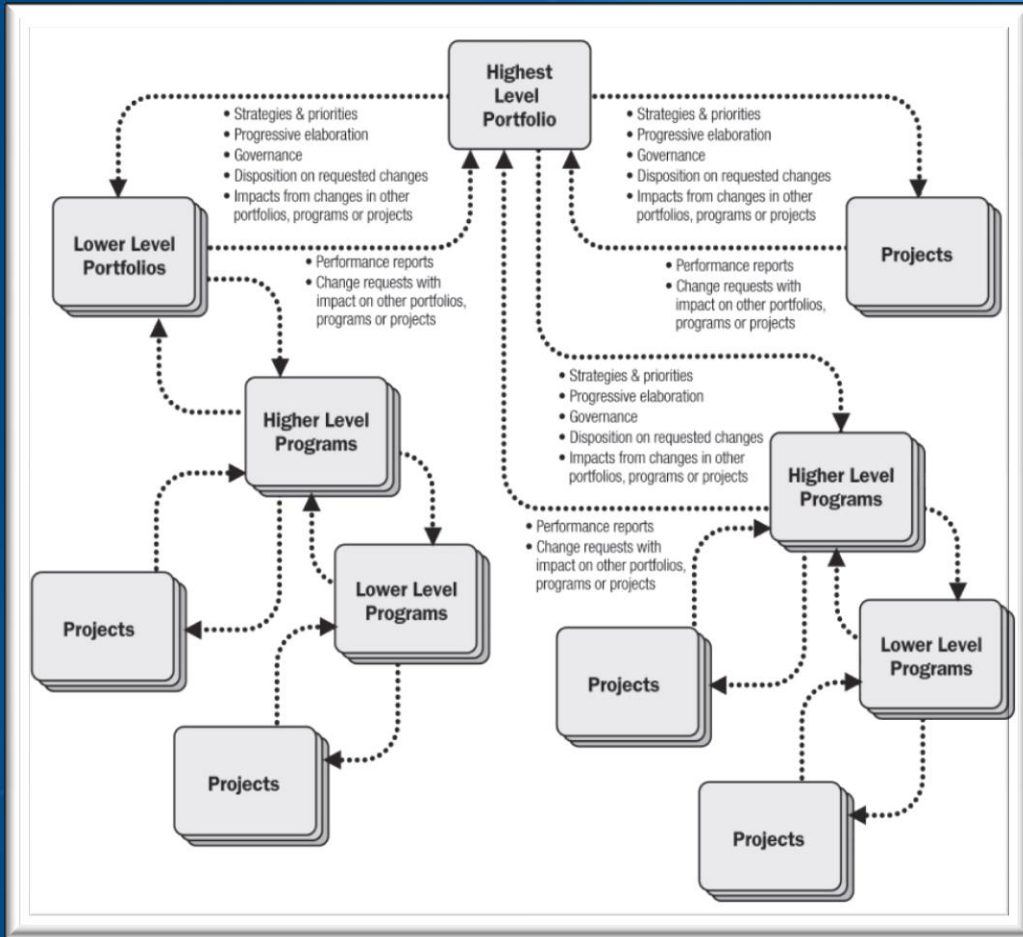 Highest
Level
Portfolio
• Strategies & priorities
• Progressive elaboration
• Governance
• Disposition on requested changes
• Impacts from changes in other
portfolios, programs or projects
• Strategies & priorities
• Progressive elaboration
• Governance
• Disposition on requested changes
• Impacts from changes in other
portfolios, programs or projects
Lower Level
Portfolios
Projects
• Performance reports
• Change requests with
impact on other portfolios,
programs or projects
• Performance reports
• Change requests with
impact on other portfolios,
programs or projects
Higher Level
Programs
• Strategies & priorities
• Progressive elaboration
• Governance
• Disposition on requested changes
• Impacts from changes in other
portfolios, programs or projects
Higher Level
Programs
• Performance reports
• Change requests with
impact on other portfolios,
programs or projects
Lower Level
Programs
Projects
Lower Level
Programs
Projects
Projects
Projects